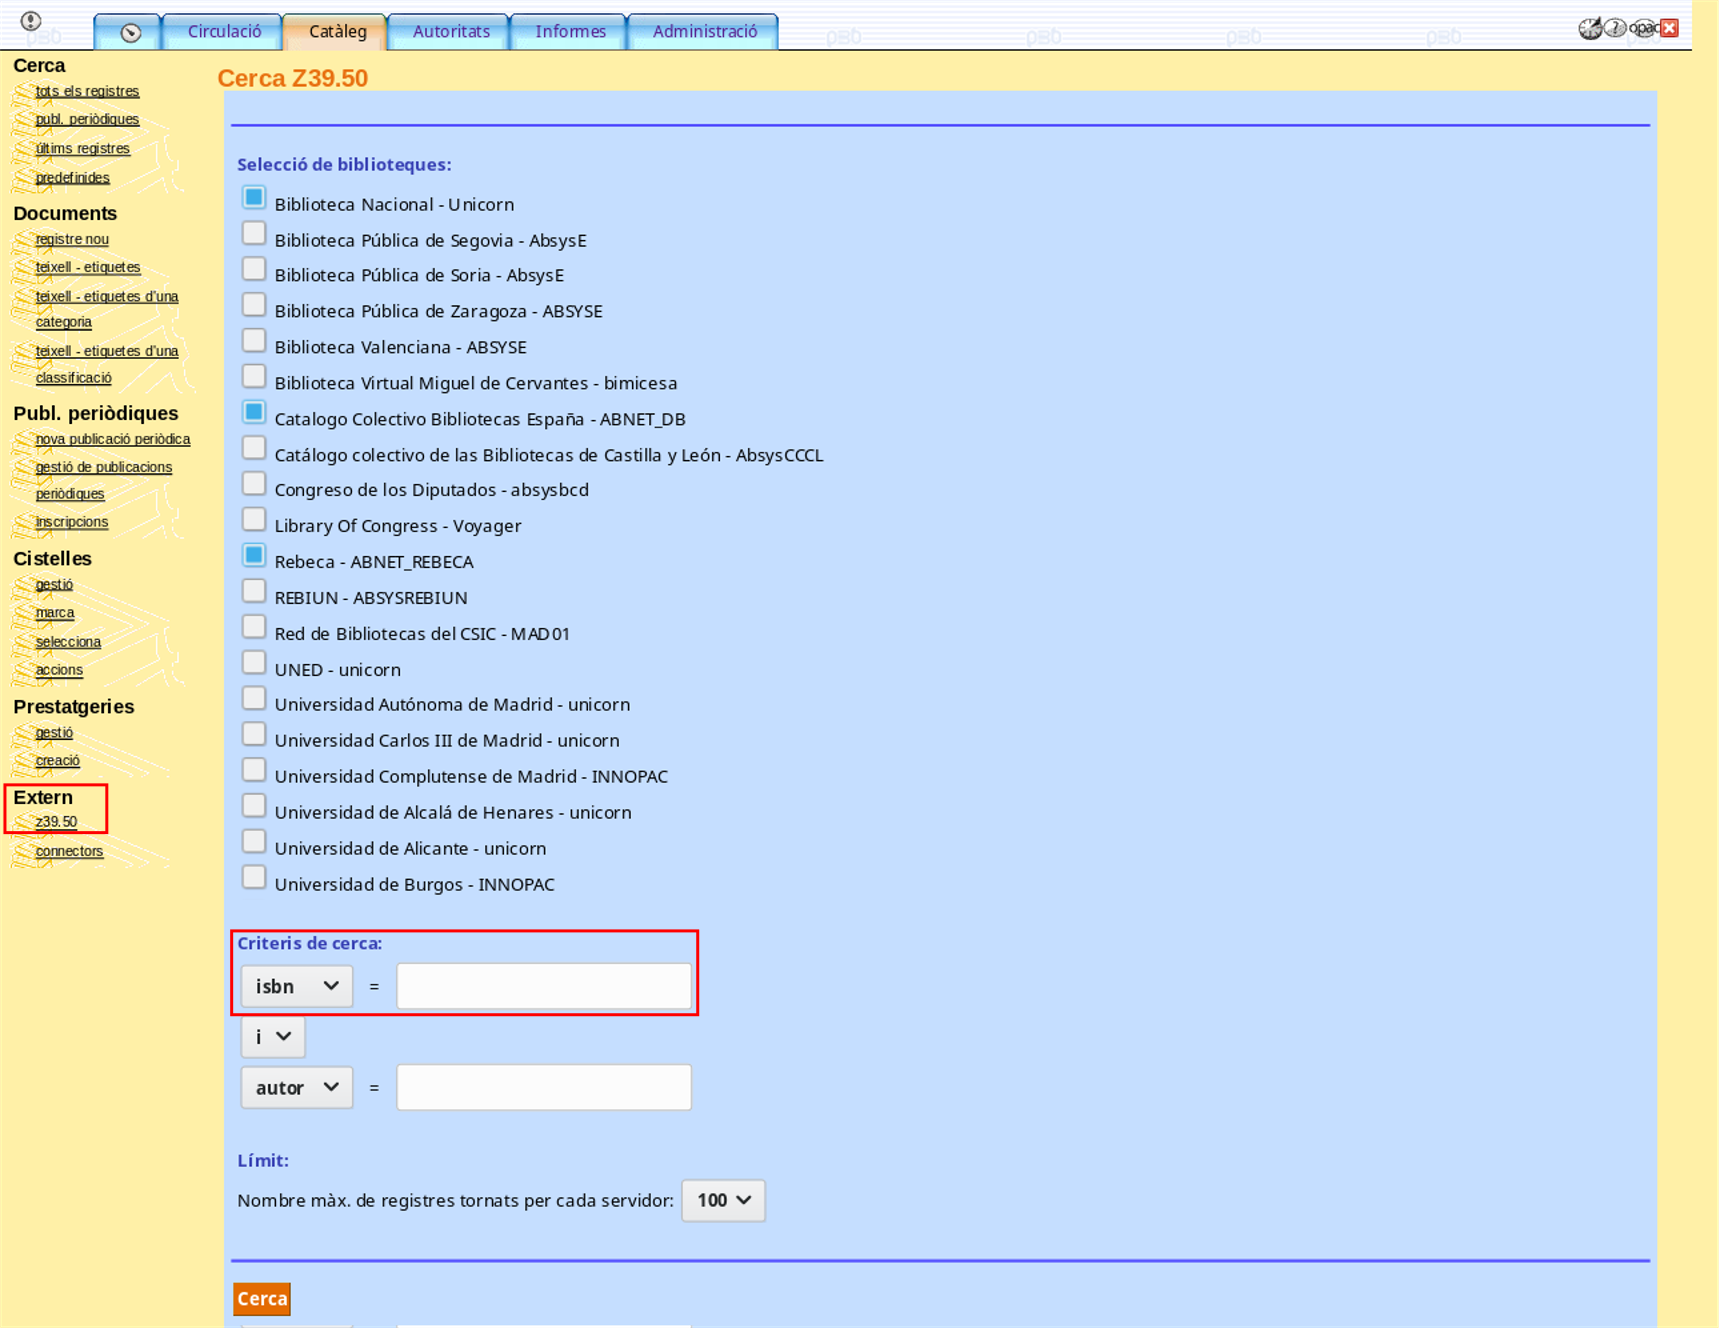 Circulació
Catàleg
Autoritats
Informes
Administració
opac
Cerca
tots els registres
publ. periòdiques
últims registres
predefinides
Documents
registre nou
teixell - etiquetes
teixell - etiquetes d'una
categoria
teixell - etiquetes d'una
classificació
Publ. periòdiques
nova publicació periòdica
gestió de publicacions
periòdiques
inscripcions
Cistelles
gestió
marca
selecciona
accions
Prestatgeries
gestió
creació
Extern
z39.50
connectors
Cerca Z39.50
Selecció de biblioteques:
Biblioteca Nacional - Unicorn
Biblioteca Pública de Segovia - AbsysE
Biblioteca Pública de Soria - AbsysE
Biblioteca Pública de Zaragoza - ABSYSE
Biblioteca Valenciana - ABSYSE
Biblioteca Virtual Miguel de Cervantes - bimicesa
Catalogo Colectivo Bibliotecas España - ABNET_DB
Catálogo colectivo de las Bibliotecas de Castilla y León - AbsysCCCL
Congreso de los Diputados - absysbcd
Library Of Congress - Voyager
Rebeca - ABNET_REBECA
REBIUN - ABSYSREBIUN
Red de Bibliotecas del CSIC - MAD01
UNED - unicorn
Universidad Autónoma de Madrid - unicorn
Universidad Carlos III de Madrid - unicorn
Universidad Complutense de Madrid - INNOPAC
Universidad de Alcalá de Henares - unicorn
Universidad de Alicante - unicorn
Universidad de Burgos - INNOPAC
Criteris de cerca:
isbn =
i
autor =
Límit:
Nombre màx. de registres tornats per cada servidor: 100
Cerca